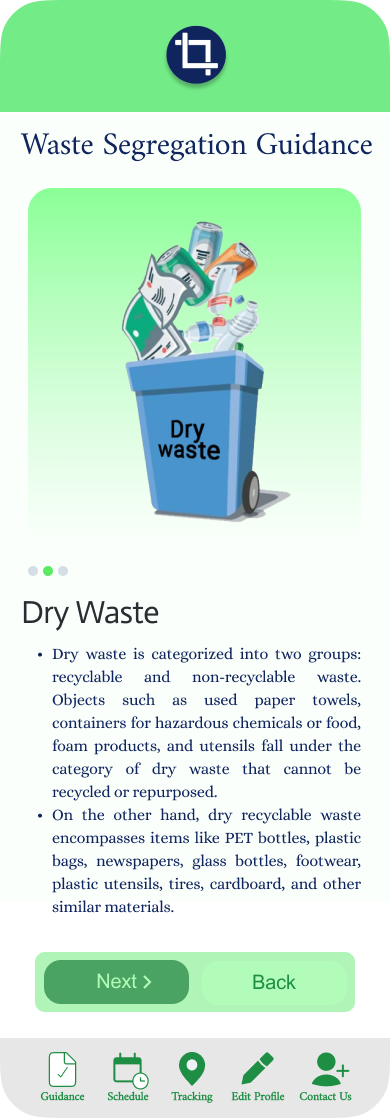 Waste Segregation Guidance
Dry
waste
Dry Waste
• Dry waste is categorized into two groups:
recyclable and non-recyclable waste.
Objects such as used paper towels,
containers for hazardous chemicals or food,
foam products, and utensils fall under the
category of dry waste that cannot be
recycled or repurposed.
• On the other hand, dry recyclable waste
encompasses items like PET bottles, plastic
bags, newspapers, glass bottles, footwear,
plastic utensils, tires, cardboard, and other
similar materials.
Next >
Back
Guidance
Schedule
Tracking
Edit Profile
Contact Us